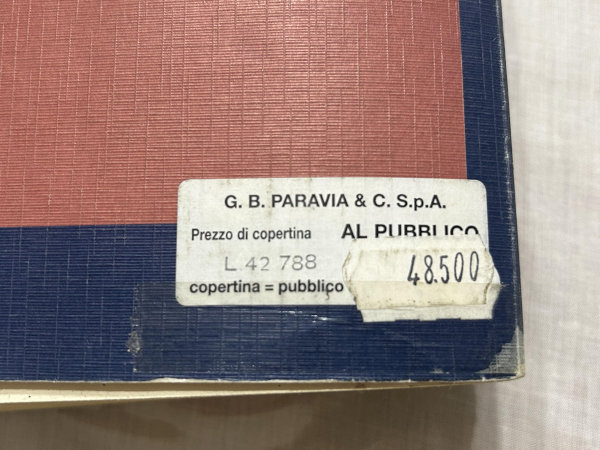 G. B. PARAVIA & C. S.p.A.
Prezzo di copertina AL PUBBLICO
L. 42 788 48.500
copertina = pubblico